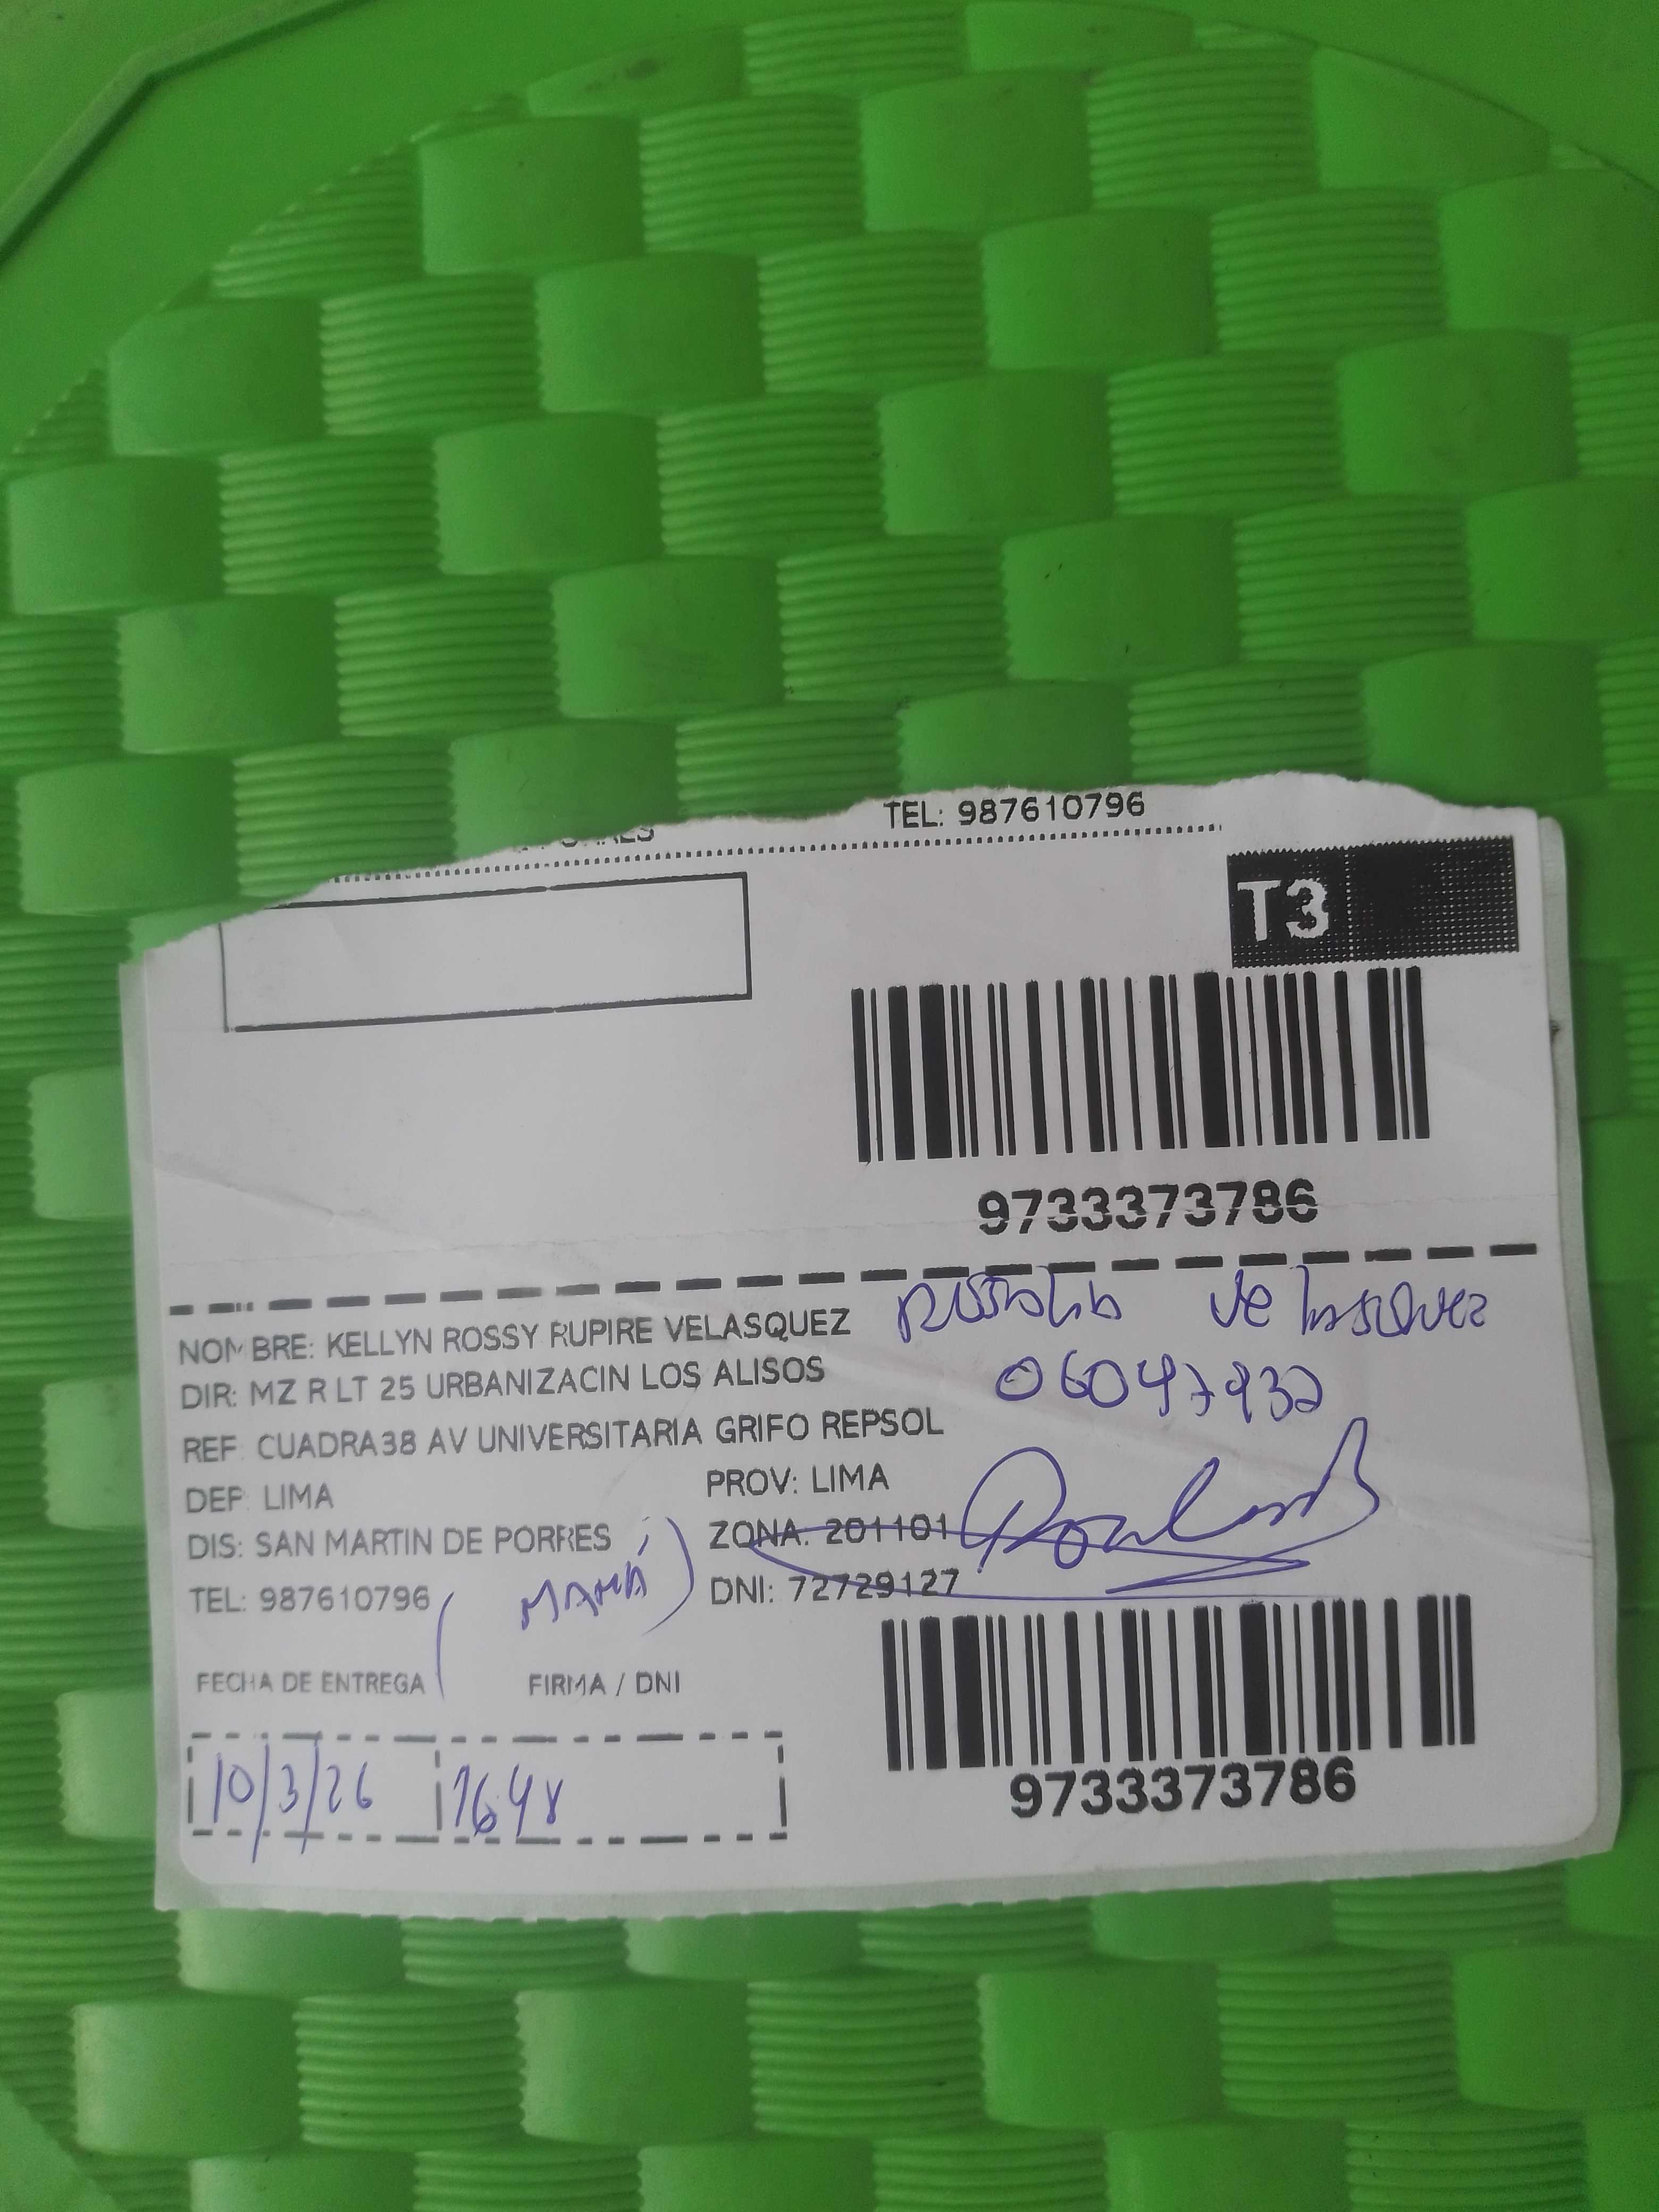 TEL: 987610796
T3
9733373786
NOMBRE: KELLYN ROSSY RUPIRE VELASQUEZ
Velasquez
DIR: MZ R LT 25 URBANIZACIN LOS ALISOS
06047932
REF: CUADRA38 AV UNIVERSITARIA GRIFO REPSOL
DEP: LIMA
PROV: LIMA
DIS: SAN MARTIN DE PORRES
ZONA: 201101
TEL: 987610796
(MAMÁ)
DNI: 72729127
FECHA DE ENTREGA
FIRMA / DNI
10/3/26
9733373786